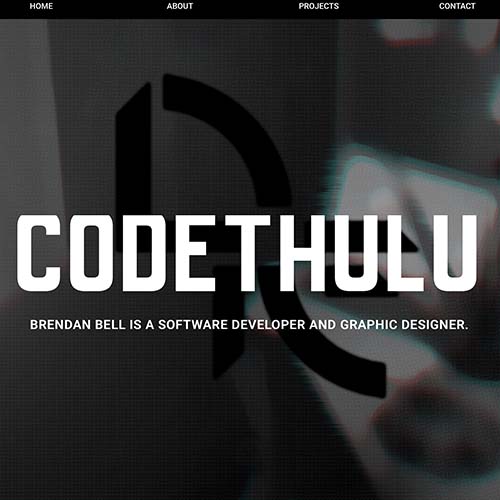 HOME ABOUT PROJECTS CONTACT
CODETHULU
BRENDAN BELL IS A SOFTWARE DEVELOPER AND GRAPHIC DESIGNER.